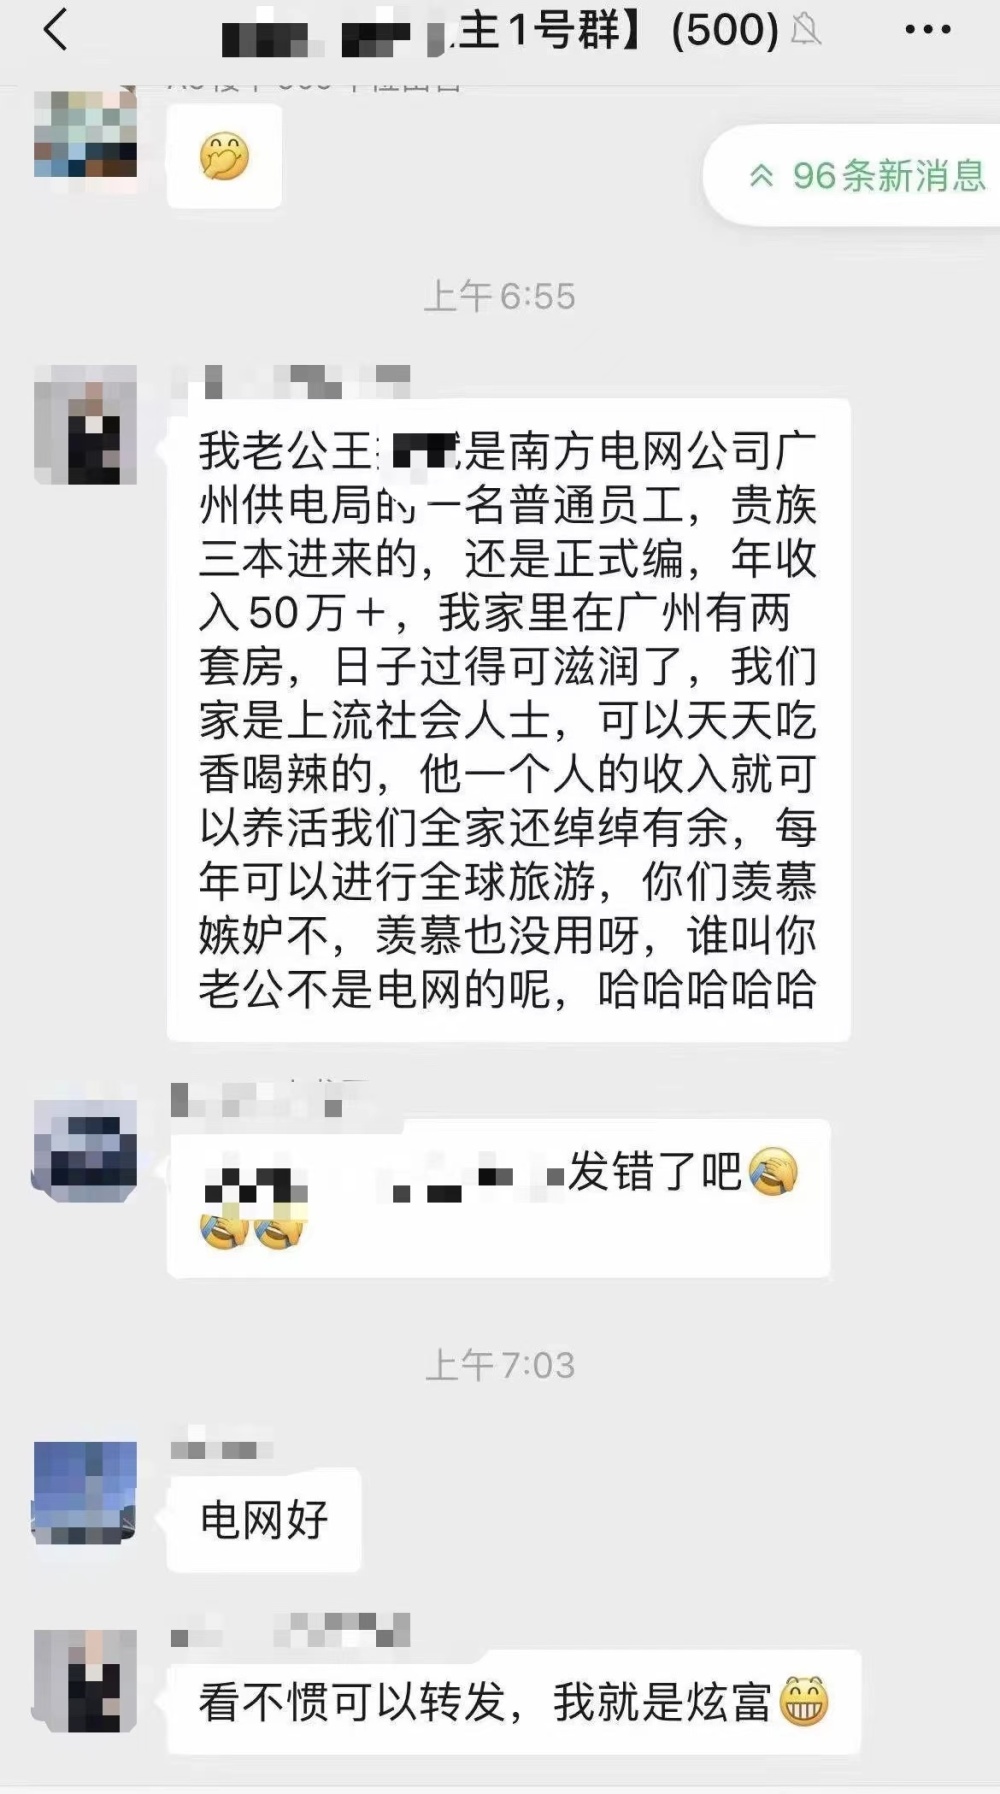 主1号群】(500)
96条新消息
上午6:55
我老公王 是南方电网公司广
州供电局的一名普通员工，贵族
三本进来的，还是正式编，年收
入50万＋，我家里在广州有两
套房，日子过得可滋润了，我们
家是上流社会人士，可以天天吃
香喝辣的，他一个人的收入就可
以养活我们全家还绰绰有余，每
年可以进行全球旅游，你们羡慕
嫉妒不，羡慕也没用呀，谁叫你
老公不是电网的呢，哈哈哈哈哈
发错了吧
上午7:03
电网好
看不惯可以转发，我就是炫富